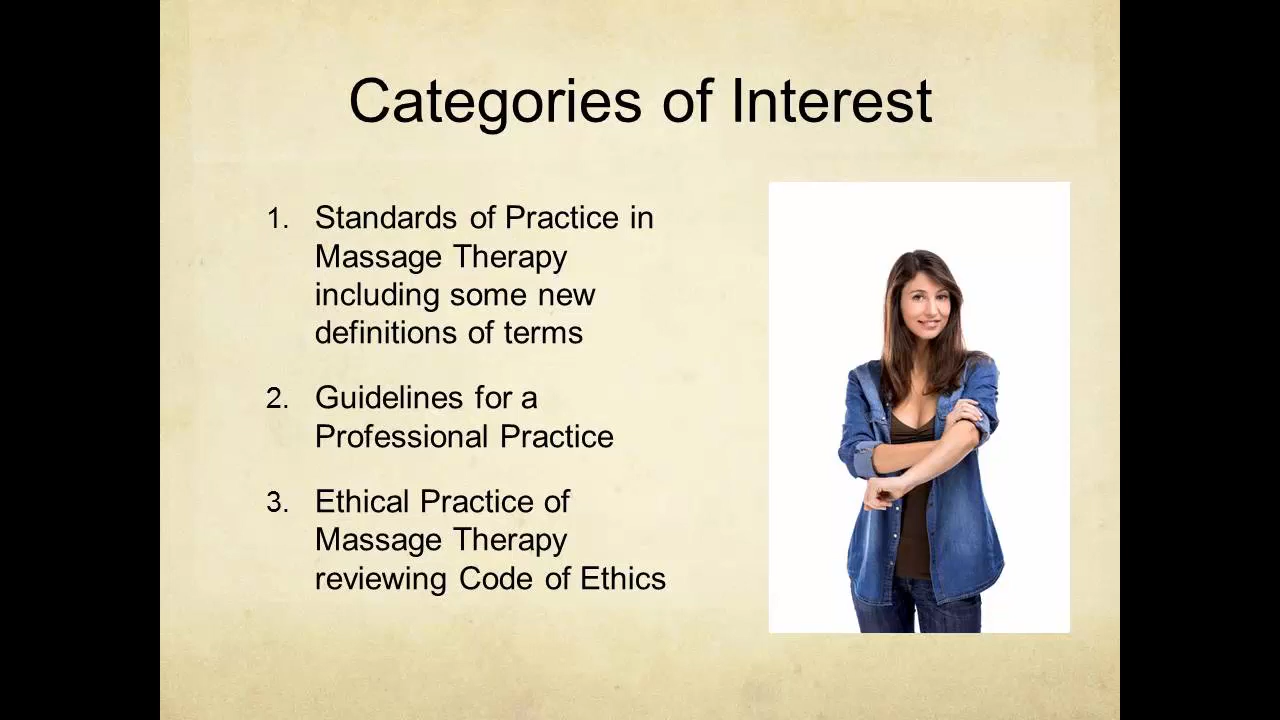 Categories of Interest
1. Standards of Practice in
Massage Therapy
including some new
definitions of terms
2. Guidelines for a
Professional Practice
3. Ethical Practice of
Massage Therapy
reviewing Code of Ethics